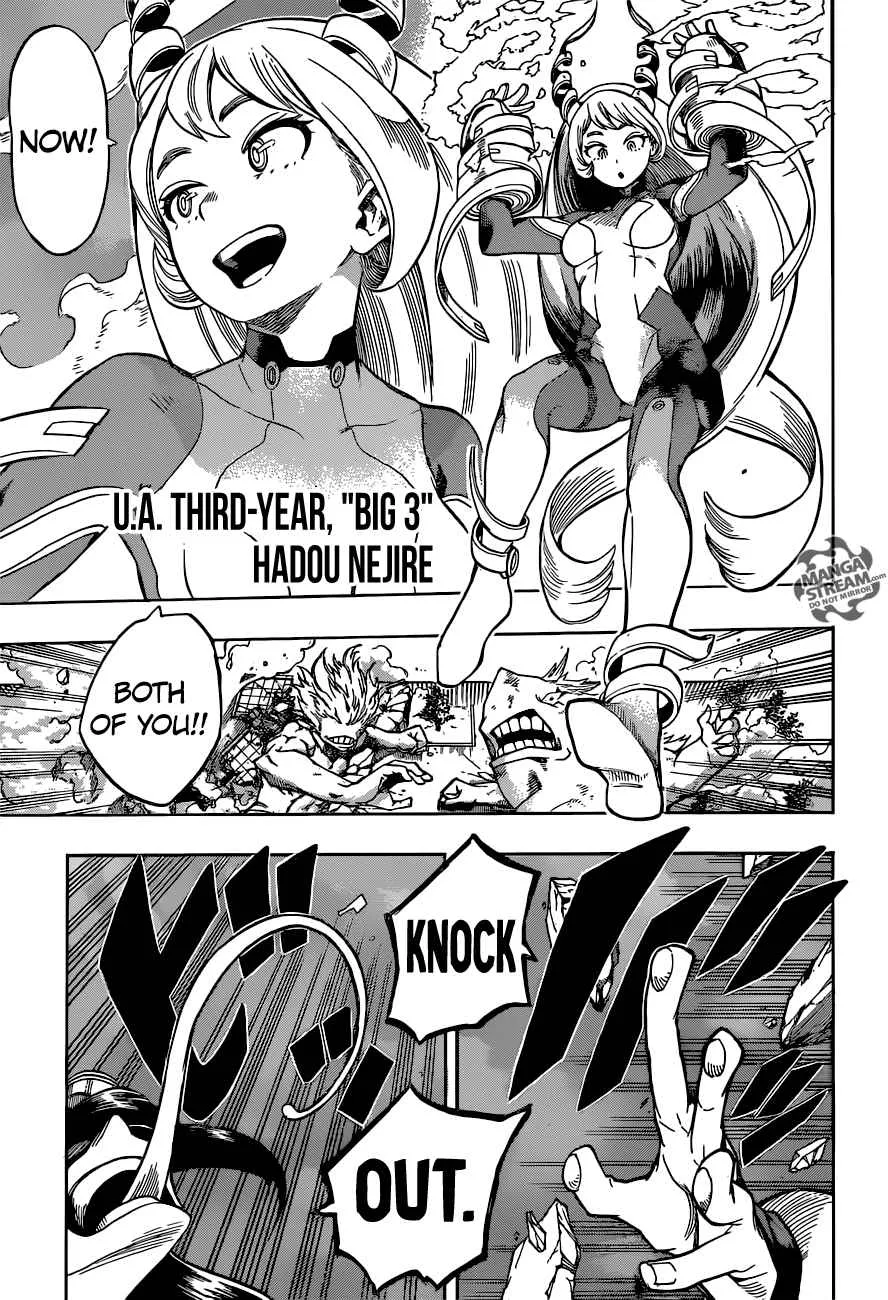 NOW!
U.A. THIRD-YEAR, "BIG 3"
HADOU NEJIRE
MANGA
STREAM.com
DO NOT MIRROR
BOTH
OF YOU!!
KNOCK
OUT.